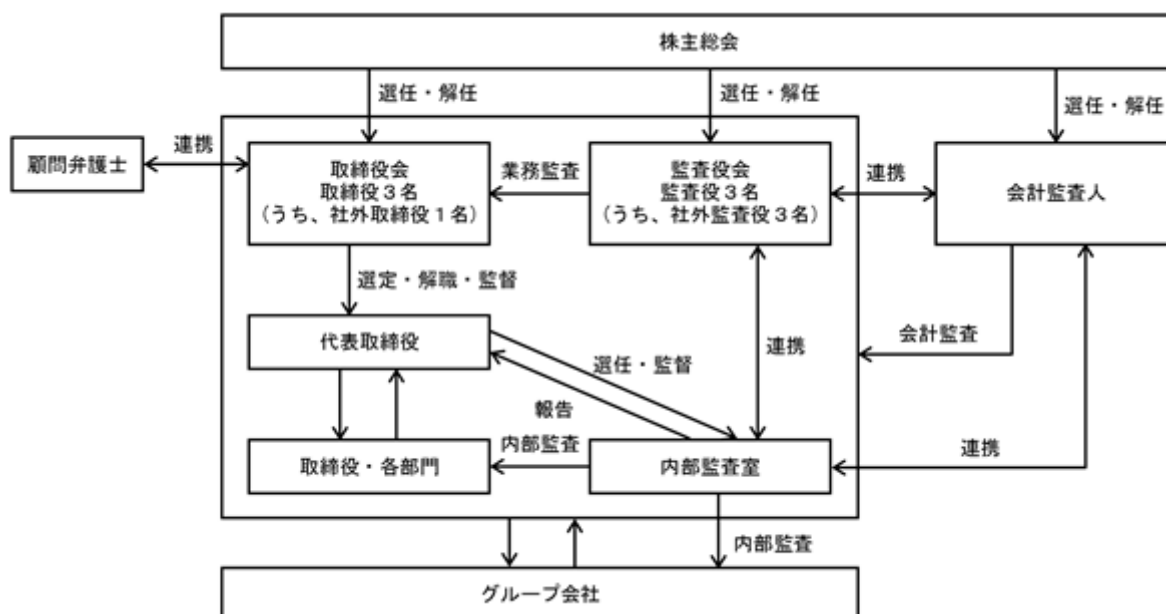 株主総会
選任・解任
選任・解任
選任・解任
顧問弁護士
連携
取締役会
取締役3名
(うち、社外取締役1名)
業務監査
監査役会
監査役3名
(うち、社外監査役3名)
連携
会計監査人
選定・解職・監督
代表取締役
選任・監督
連携
会計監査
報告
内部監査
取締役・各部門
内部監査室
連携
内部監査
グループ会社